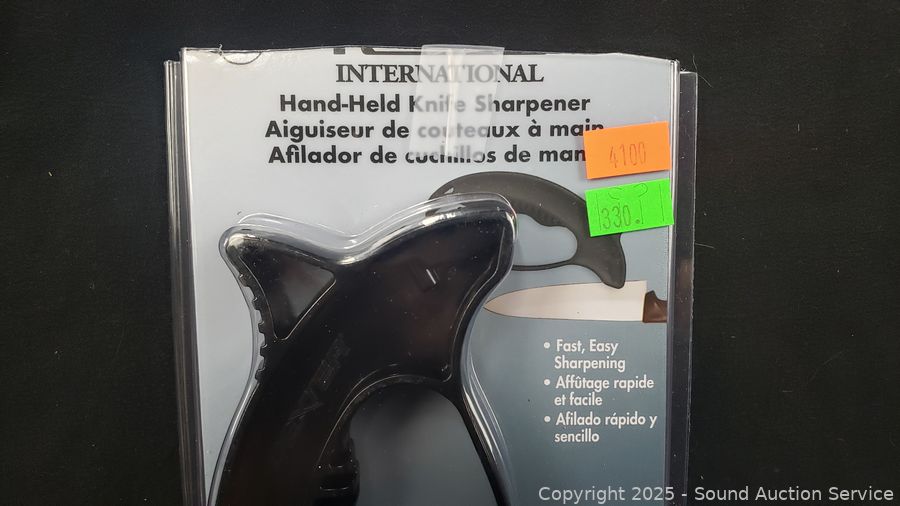 INTERNATIONAL
Hand-Held Knife Sharpener
Aiguiseur de couteaux à main
Afilador de cuchillos de
4100
330.
• Fast, Easy
Sharpening
• Affûtage rapide
et facile
• Afilado rápido y
sencillo
Copyright 2025 - Sound Auction Service